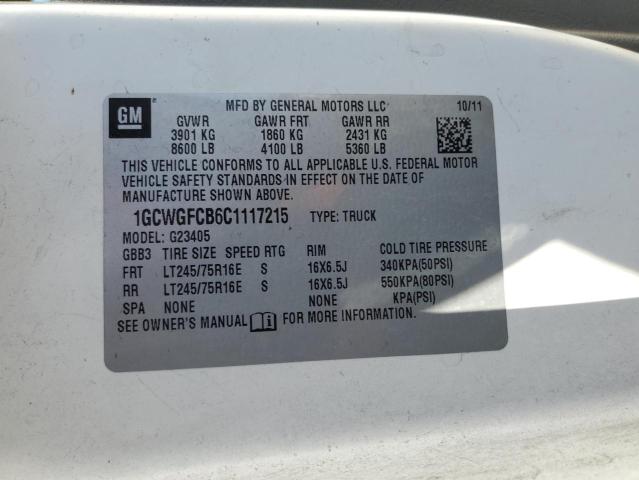 GM
MFD BY GENERAL MOTORS LLC 10/11
GVWR GAWR FRT GAWR RR
3901 KG 1860 KG 2431 KG
8600 LB 4100 LB 5360 LB
THIS VEHICLE CONFORMS TO ALL APPLICABLE U.S. FEDERAL MOTOR
VEHICLE SAFETY STANDARDS IN EFFECT ON THE DATE OF
MANUFACTURE SHOWN ABOVE.
1GCWGFCB6C1117215 TYPE: TRUCK
MODEL: G23405
GBB3 TIRE SIZE SPEED RTG RIM COLD TIRE PRESSURE
FRT LT245/75R16E S 16X6.5J 340KPA(50PSI)
RR LT245/75R16E S 16X6.5J 550KPA(80PSI)
SPA NONE NONE KPA(PSI)
SEE OWNER'S MANUAL FOR MORE INFORMATION.